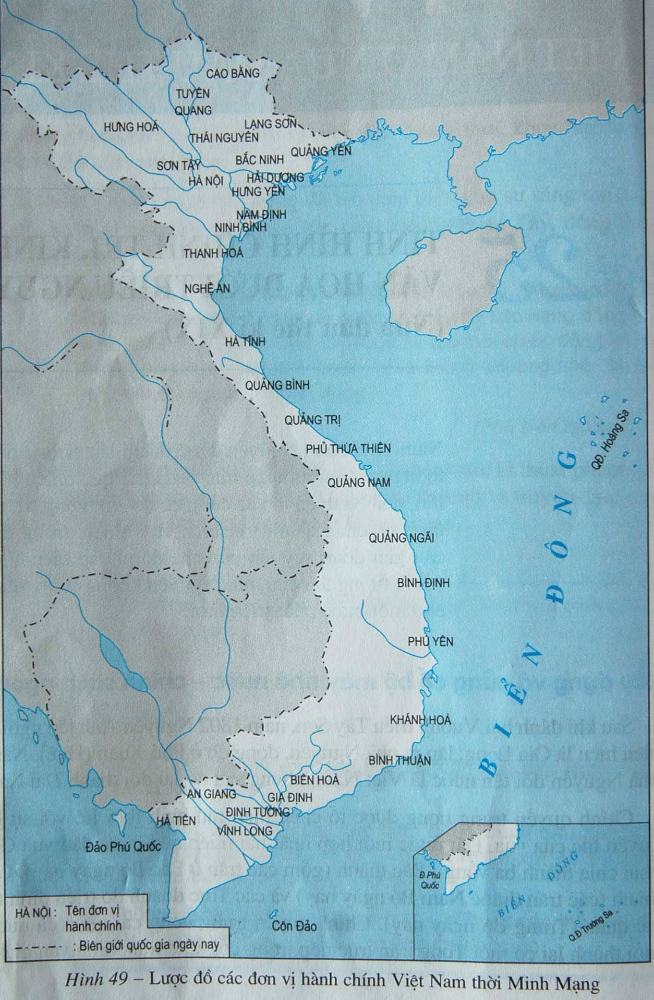 CAO BẰNG
TUYÊN
QUANG
HƯNG HOÁ
LẠNG SƠN
THÁI NGUYÊN
QUẢNG YÊN
BẮC NINH
SƠN TÂY
HẢI DƯƠNG
HÀ NỘI
HƯNG YÊN
NAM ĐỊNH
NINH BÌNH
THANH HOÁ
NGHỆ AN
HÀ TĨNH
QUẢNG BÌNH
QUẢNG TRỊ
PHỦ THỪA THIÊN
QUẢNG NAM
QĐ. Hoàng Sa
QUẢNG NGÃI
BÌNH ĐỊNH
PHÚ YÊN
BIỂN ĐÔNG
KHÁNH HOÀ
BÌNH THUẬN
BIÊN HOÀ
AN GIANG
GIA ĐỊNH
ĐỊNH TƯỜNG
HÀ TIÊN
VĨNH LONG
Đảo Phú Quốc
Côn Đảo
Đ.Phú
Quốc
BIỂN ĐÔNG
Q.Đ Trường Sa
HÀ NỘI : Tên đơn vị
hành chính
: Biên giới quốc gia ngày nay
Hình 49 – Lược đồ các đơn vị hành chính Việt Nam thời Minh Mạng